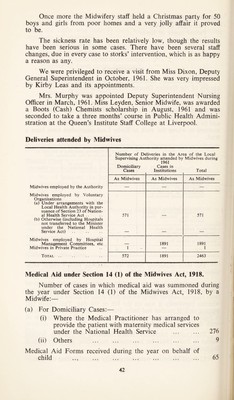 Once more the Midwifery staff held a Christmas party for 50
boys and girls from poor homes and a very jolly affair it proved
to be.
The sickness rate has been relatively low, though the results
have been serious in some cases. There have been several staff
changes, due in every case to storks' intervention, which is as happy
a reason as any.
We were privileged to receive a visit from Miss Dixon, Deputy
General Superintendent in October, 1961. She was very impressed
by Kirby Leas and its appointments.
Mrs. Murphy was appointed Deputy Superintendent Nursing
Officer in March, 1961. Miss Leyden, Senior Midwife, was awarded
a Boots (Cash) Chemists scholarship in August, 1961 and was
seconded to take a three months' course in Public Health Admini-
stration at the Queen's Institute Staff College at Liverpool.
Deliveries attended by Midwives
Number of Deliveries in the Area of the Local
Supervising Authority attended by Midwives during
1961
Domiciliary Cases in
Cases Institutions Total
As Midwives As Midwives As Midwives
Midwives employed by the Authority — — —
Midwives employed by Voluntary
Organisations:
(a) Under arrangements with the
Local Health Authority in pur-
suance of Section 23 of Nation-
al Health Service Act 571 — 571
(b) Otherwise (including Hospitals
not transferred to the Minister
under the National Health
Service Act) — — —
Midwives employed by Hospital
Management Committees, etc. — 1891 1891
Midwives in Private Practice 1 — 1
TOTAL 572 1891 2463
Medical Aid under Section 14 (1) of the Midwives Act, 1918.
Number of cases in which medical aid was summoned during
the year under Section 14 (1) of the Midwives Act, 1918, by a
Midwife:—
(a) For Domiciliary Cases:—
(i) Where the Medical Practitioner has arranged to
provide the patient with maternity medical services
under the National Health Service ... ... 276
(ii) Others ... ... ... ... ... ... 9
Medical Aid Forms received during the year on behalf of
child ... ... ... ... ... ... ... 65
42